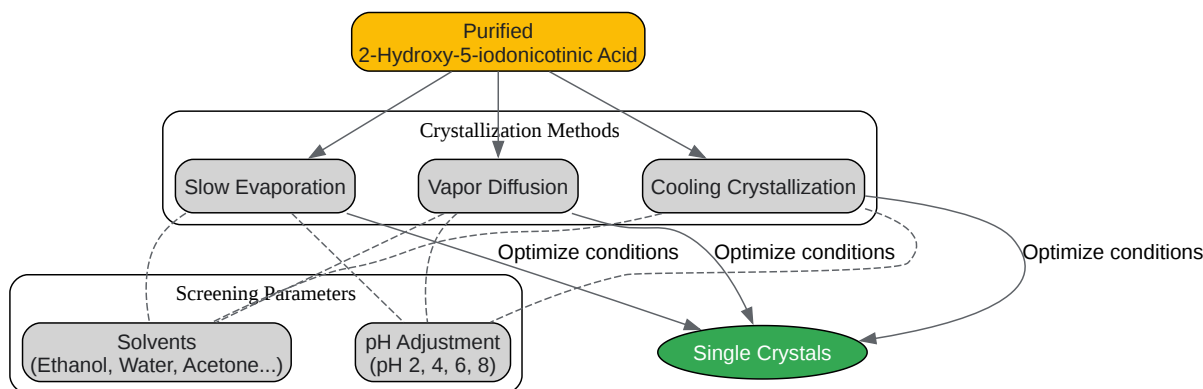 Purified
2-Hydroxy-5-iodonicotinic Acid
Crystallization Methods
Slow Evaporation
Vapor Diffusion
Cooling Crystallization
Optimize conditions
Optimize conditions
Optimize conditions
Screening Parameters
Solvents
(Ethanol, Water, Acetone...)
pH Adjustment
(pH 2, 4, 6, 8)
Single Crystals